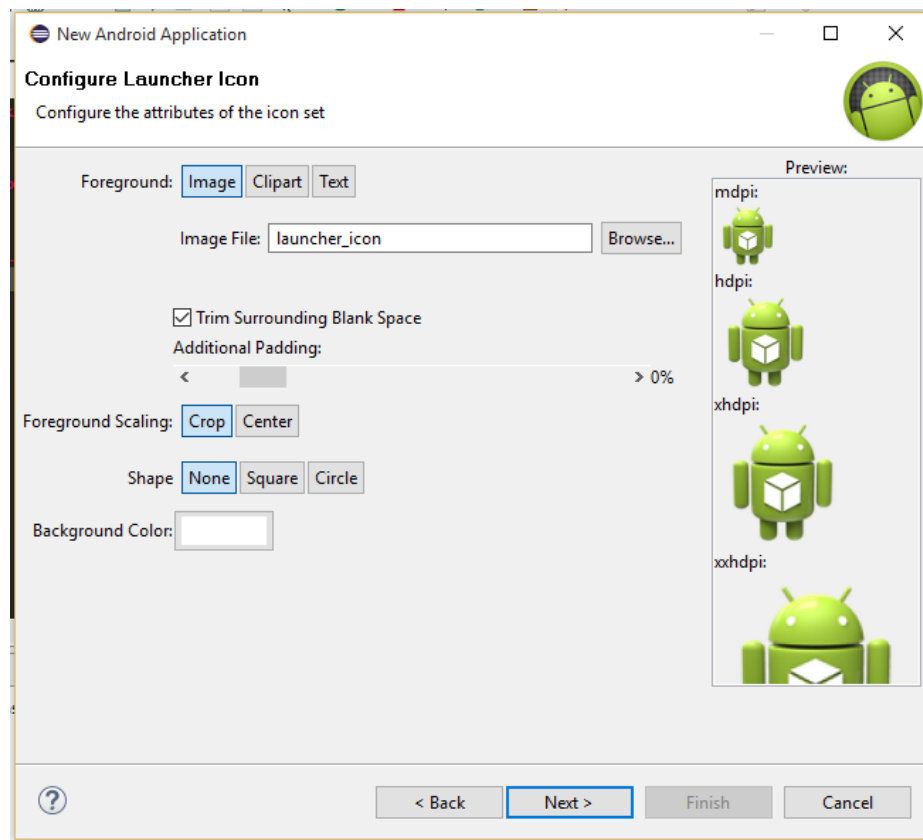 New Android Application
Configure Launcher Icon
Configure the attributes of the icon set
Foreground: Image Clipart Text
Image File: launcher_icon Browse...
Trim Surrounding Blank Space
Additional Padding:
0%
Foreground Scaling: Crop Center
Shape None Square Circle
Background Color:
Preview:
mdpi:
hdpi:
xhdpi:
xxhdpi:
? < Back Next > Finish Cancel